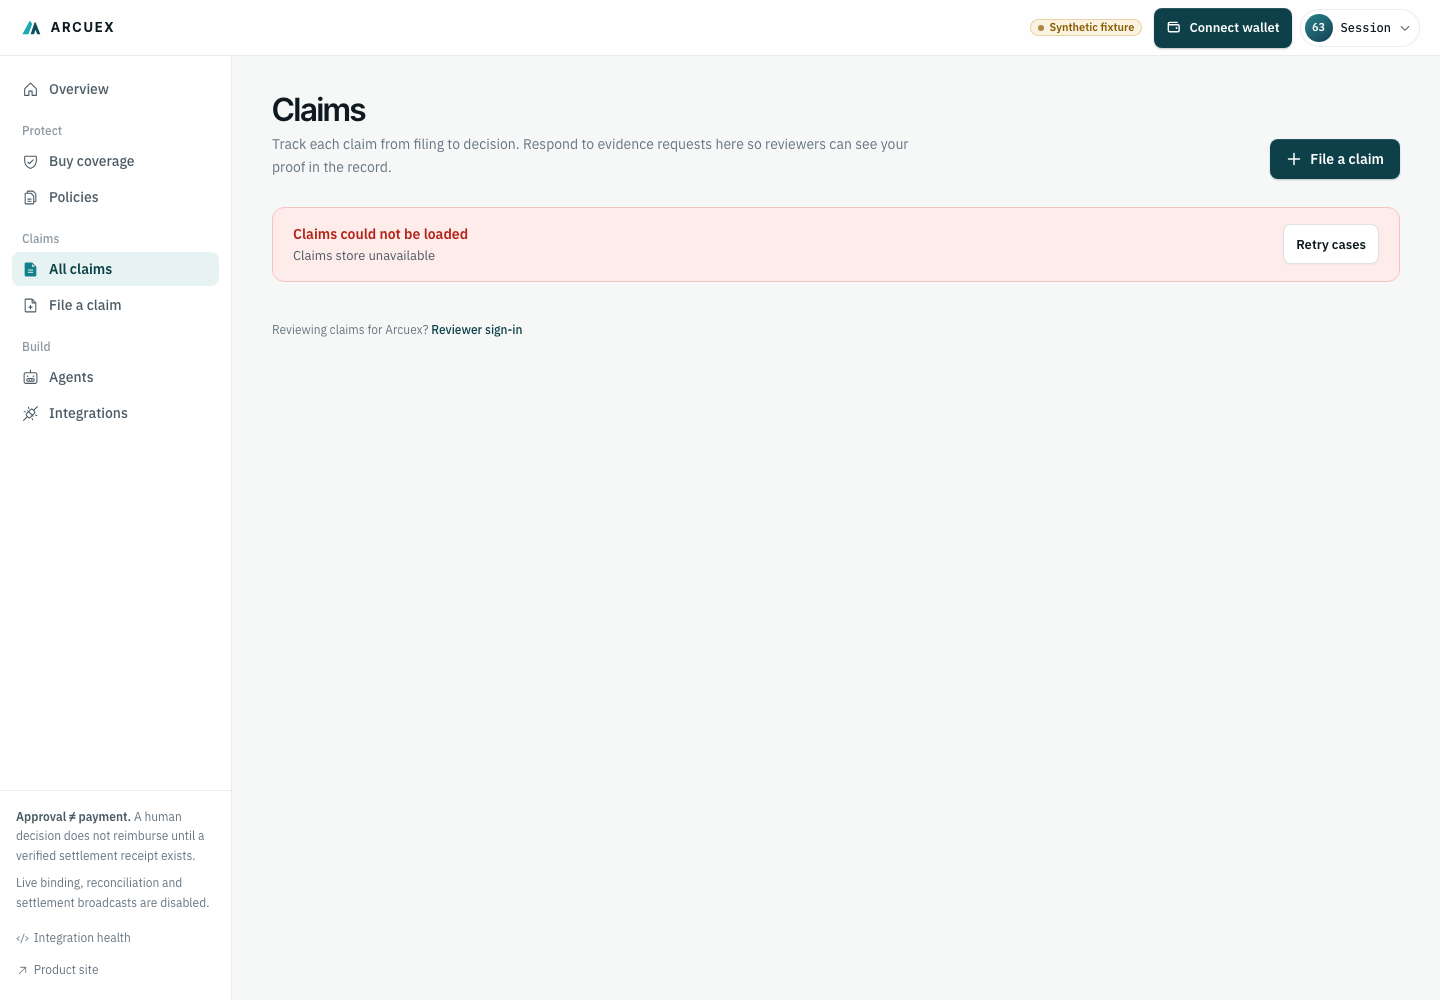 ARCUEX
Synthetic fixture
Connect wallet
63
Session
Overview
Protect
Buy coverage
Policies
Claims
All claims
File a claim
Build
Agents
Integrations
Approval ≠ payment. A human
decision does not reimburse until a
verified settlement receipt exists.
Live binding, reconciliation and
settlement broadcasts are disabled.
Integration health
Product site
Claims
Track each claim from filing to decision. Respond to evidence requests here so reviewers can see your
proof in the record.
File a claim
Claims could not be loaded
Claims store unavailable
Retry cases
Reviewing claims for Arcuex? Reviewer sign-in